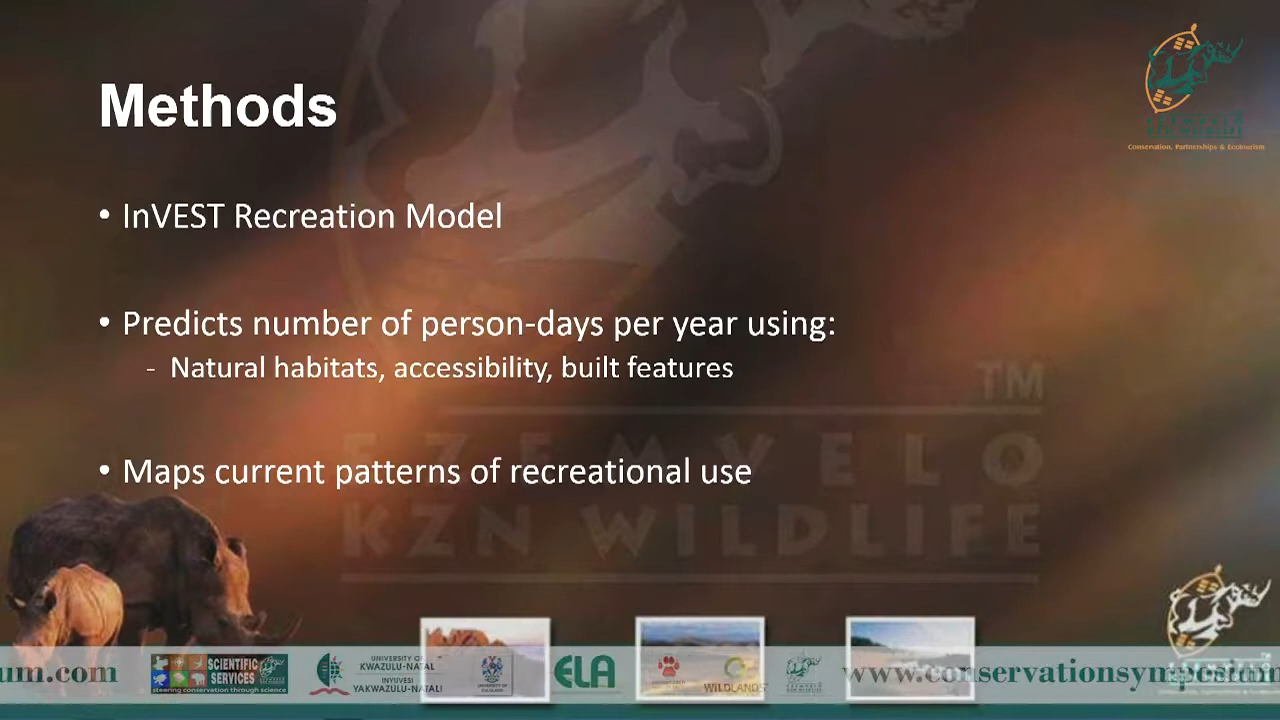 Methods
Conservation, Partnerships & Ecotourism
• InVEST Recreation Model
• Predicts number of person-days per year using:
- Natural habitats, accessibility, built features
• Maps current patterns of recreational use
TM
EZEMVELO
KZN WILDLIFE
um.com
SCIENTIFIC
SERVICES
steering conservation through science
UNIVERSITY OF
KWAZULU-NATAL
INYUVESI
YAKWAZULU-NATALI
ELA
WILDLANDS
www.conservationsymposium